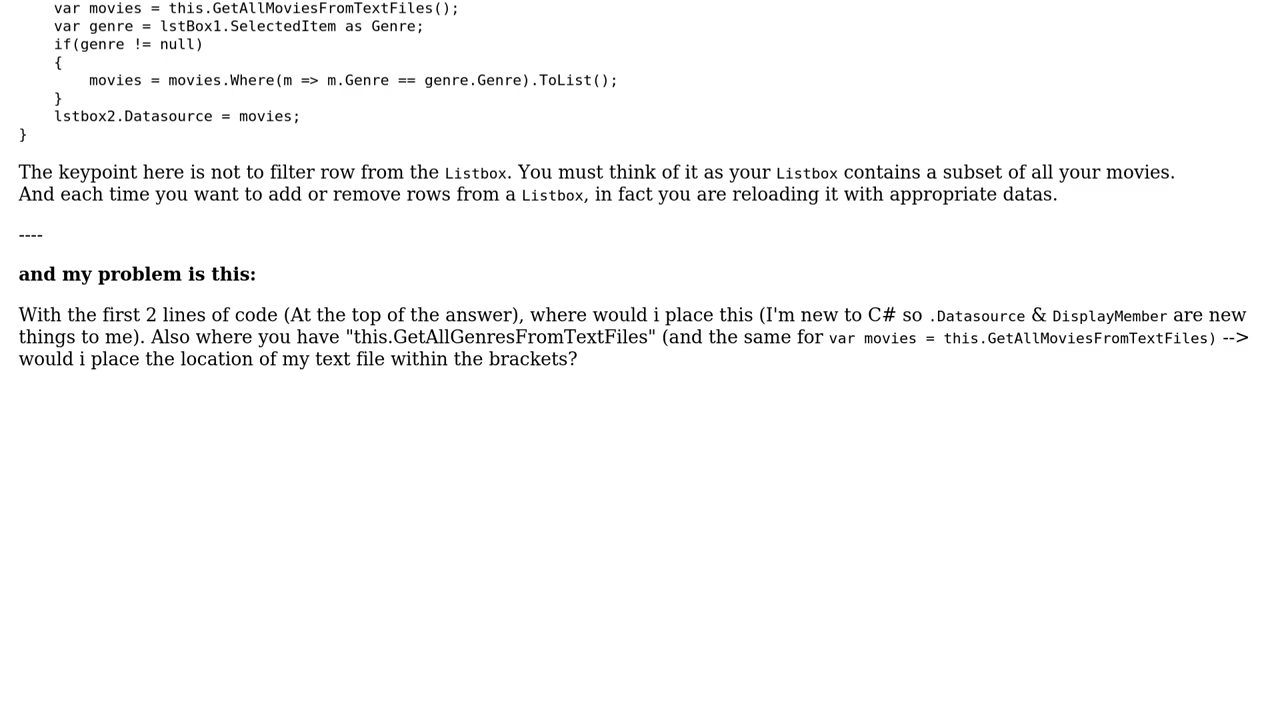 var movies = this.GetAllMoviesFromTextFiles();
var genre = lstBox1.SelectedItem as Genre;
if(genre != null)
{
movies = movies.Where(m => m.Genre == genre.Genre).ToList();
}
lstbox2.Datasource = movies;
}
The keypoint here is not to filter row from the Listbox. You must think of it as your Listbox contains a subset of all your movies.
And each time you want to add or remove rows from a Listbox, in fact you are reloading it with appropriate datas.
----
and my problem is this:
With the first 2 lines of code (At the top of the answer), where would i place this (I'm new to C# so .Datasource & DisplayMember are new
things to me). Also where you have "this.GetAllGenresFromTextFiles" (and the same for var movies = this.GetAllMoviesFromTextFiles) -->
would i place the location of my text file within the brackets?